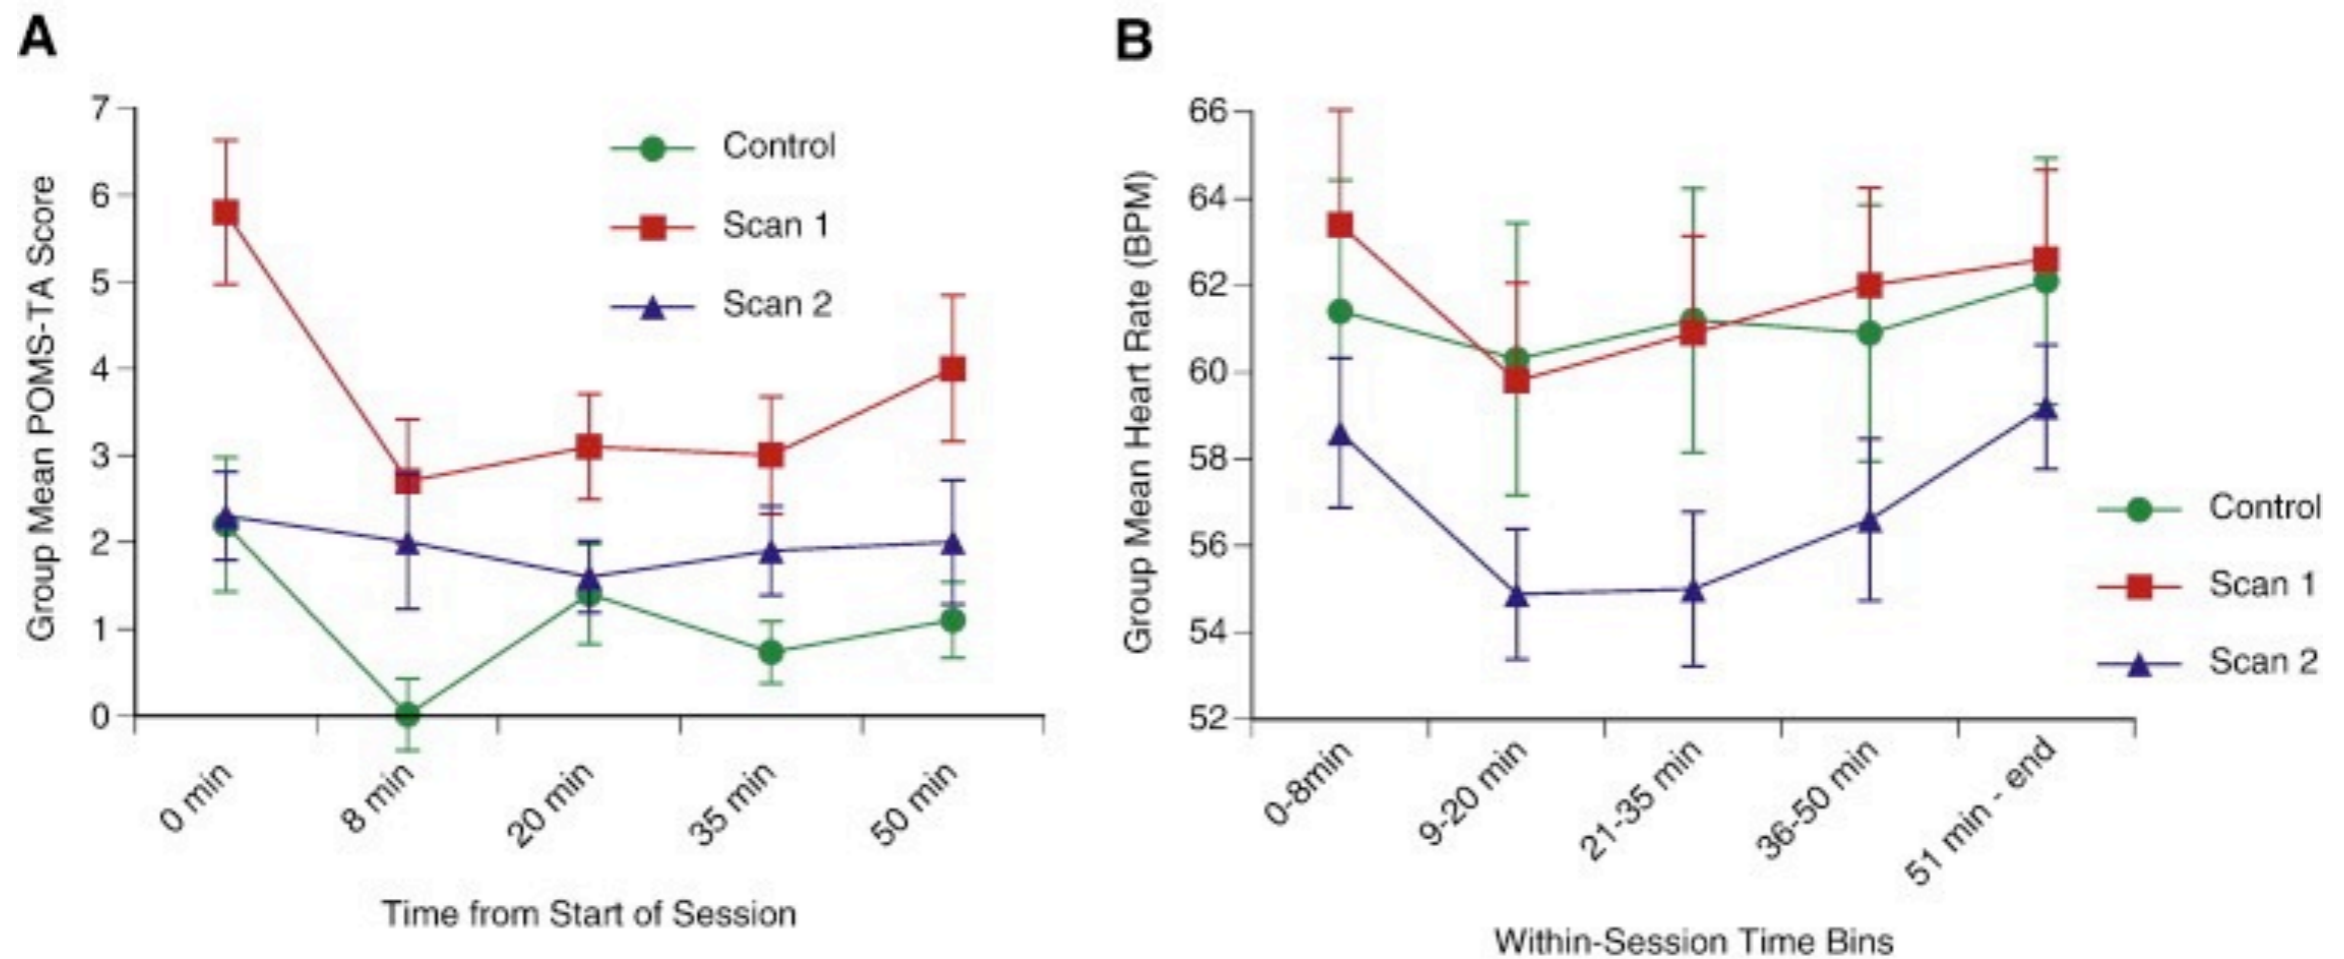 A
Group Mean POMS-TA Score
7
6
5
4
3
2
1
0
Control
Scan 1
Scan 2
0 min
8 min
20 min
35 min
50 min
Time from Start of Session
B
Group Mean Heart Rate (BPM)
66
64
62
60
58
56
54
52
0-8min
9-20 min
21-35 min
36-50 min
51 min - end
Within-Session Time Bins
Control
Scan 1
Scan 2